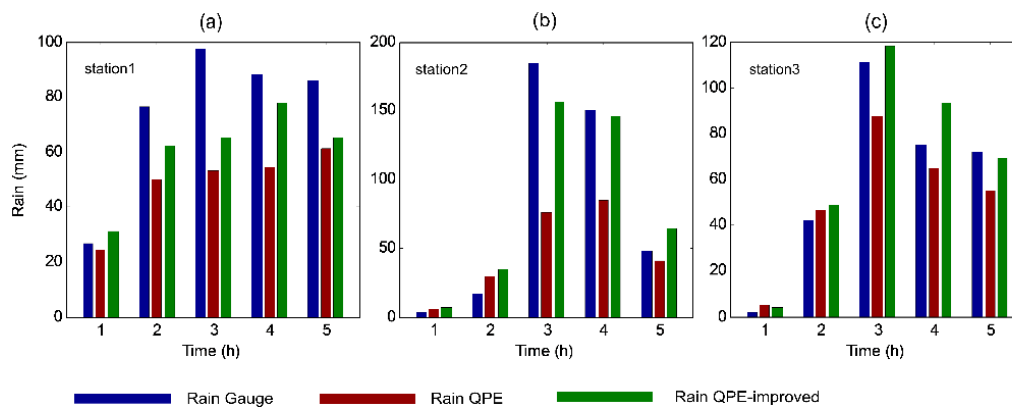 (a)
(b)
(c)
100
80
60
40
20
0
station1
1 2 3 4 5
Time (h)
Rain (mm)
200
150
100
50
0
station2
1 2 3 4 5
Time (h)
120
100
80
60
40
20
0
station3
1 2 3 4 5
Time (h)
Rain Gauge
Rain QPE
Rain QPE-improved